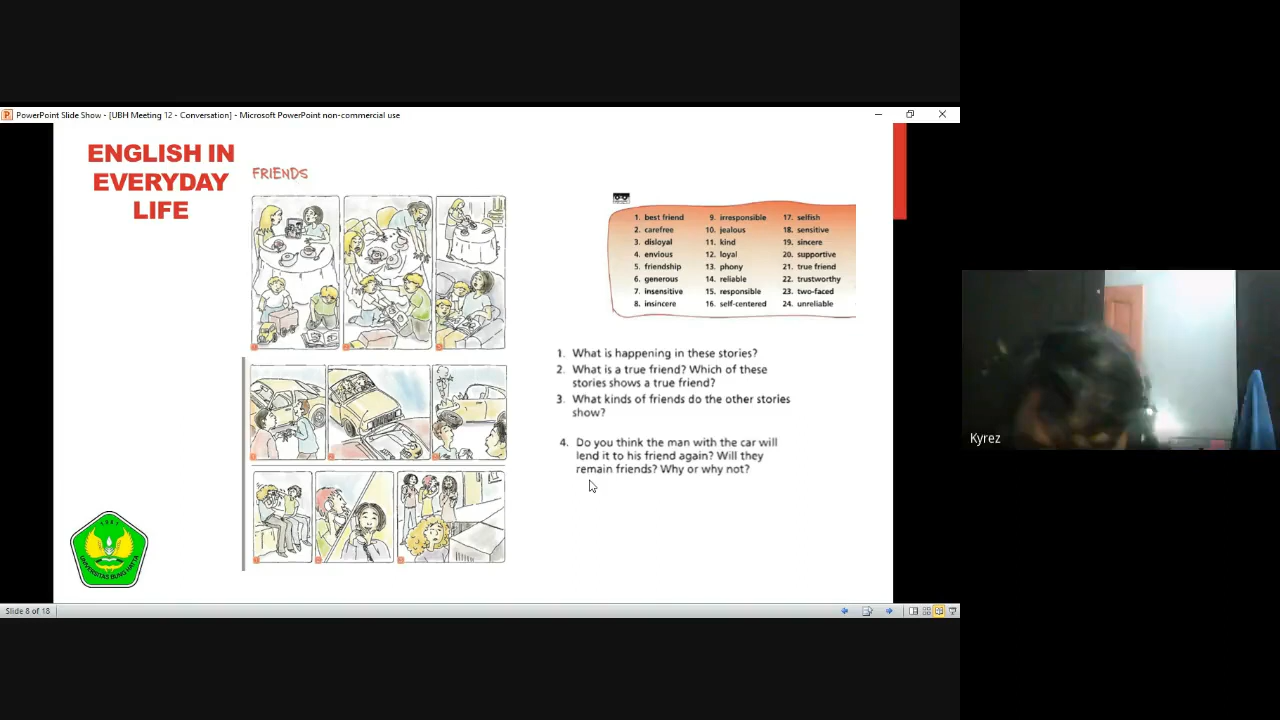 PowerPoint Slide Show - [UBH Meeting 12 - Conversation] - Microsoft PowerPoint non-commercial use
ENGLISH IN
EVERYDAY
LIFE
FRIENDS
1. best friend
2. carefree
3. disloyal
4. envious
5. friendship
6. generous
7. insensitive
8. insincere
9. irresponsible
10. jealous
11. kind
12. loyal
13. phony
14. reliable
15. responsible
16. self-centered
17. selfish
18. sensitive
19. sincere
20. supportive
21. true friend
22. trustworthy
23. two-faced
24. unreliable
1. What is happening in these stories?
2. What is a true friend? Which of these
stories shows a true friend?
3. What kinds of friends do the other stories
show?
4. Do you think the man with the car will
lend it to his friend again? Will they
remain friends? Why or why not?
1981
UNIVERSITAS BUNG HATTA
Kyrez
Slide 8 of 18